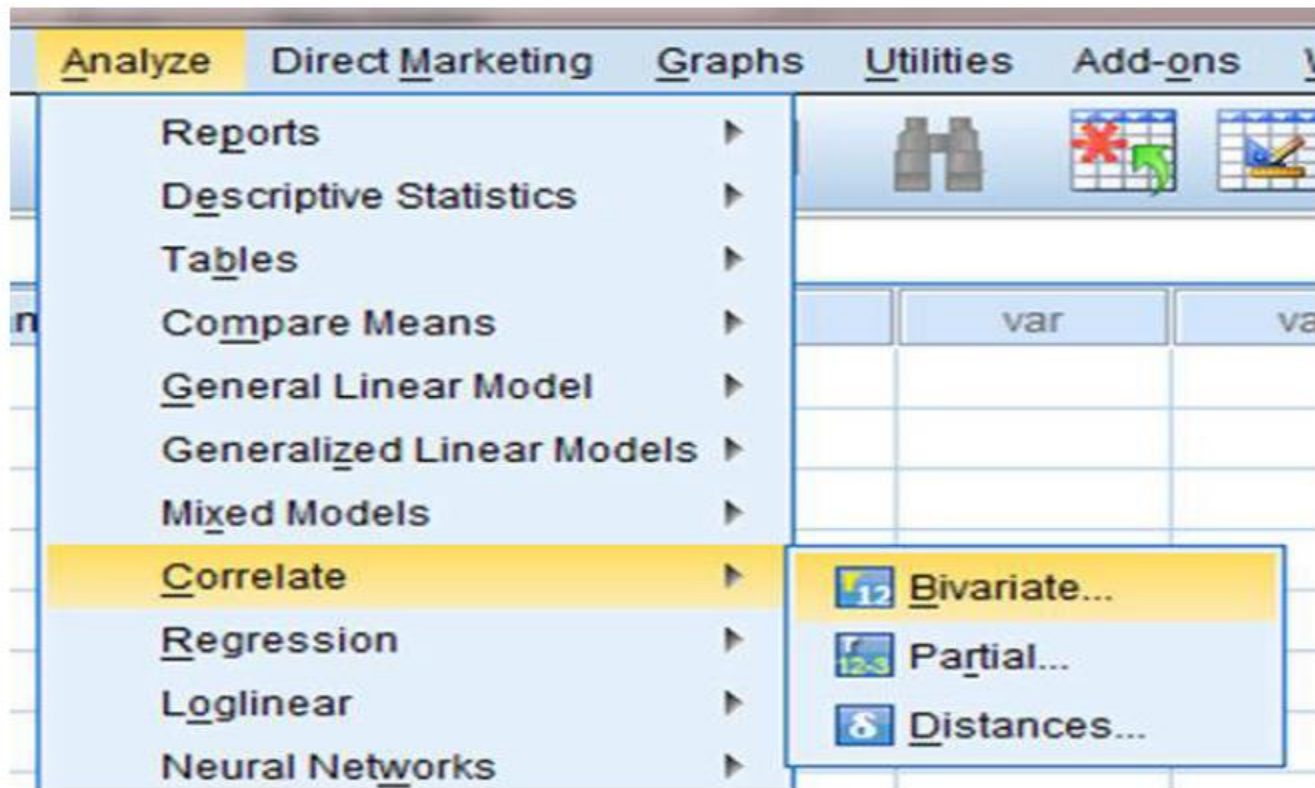 Analyze Direct Marketing Graphs Utilities Add-ons
Reports
Descriptive Statistics
Tables
Compare Means
var
General Linear Model
Generalized Linear Models
Mixed Models
Correlate
Bivariate...
Regression
Partial...
Loglinear
Distances...
Neural Networks